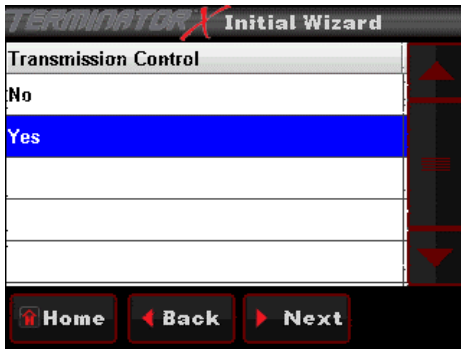 TERMINATOR X Initial Wizard
Transmission Control
No
Yes
Home Back Next